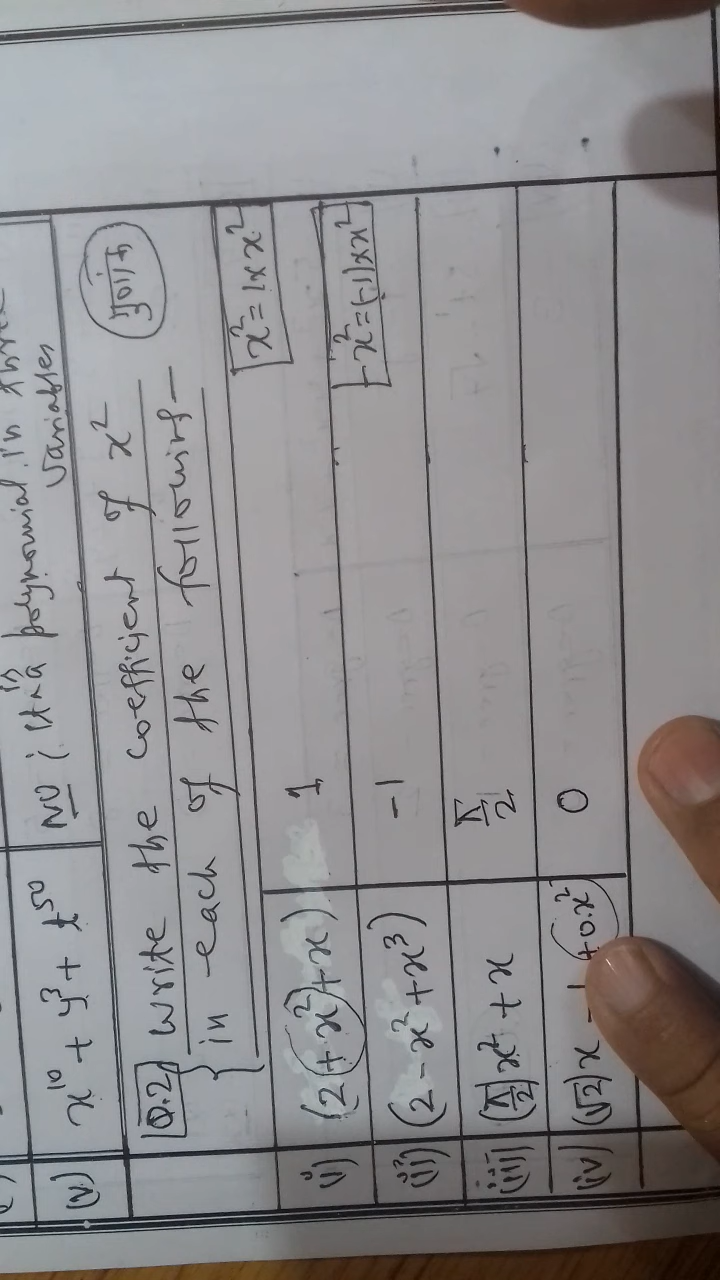 (v) x¹⁰ + y³ + t⁵⁰ NO ; It is a polynomial in three
variables
Q.2 Write the coefficient of x²
in each of the following -
(i) (2 + x² + x) 1 x² = 1 × x²
(ii) (2 - x² + x³) -1 -x² = (-1) × x²
(iii) (π/2) x² + x π/2
(iv) (√2)x - 1 + 0.x² 0